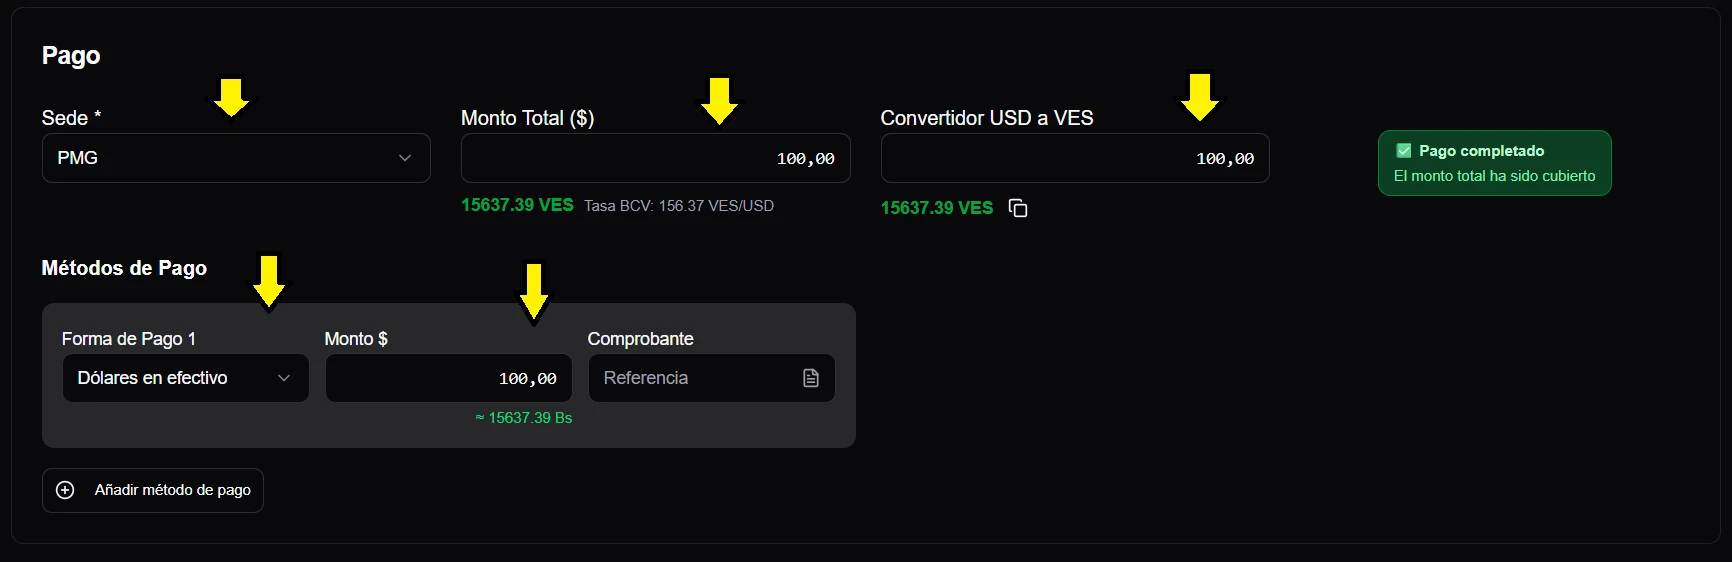 Pago
Sede *
PMG
Monto Total ($)
100,00
15637.39 VES Tasa BCV: 156.37 VES/USD
Convertidor USD a VES
100,00
15637.39 VES
✅ Pago completado
El monto total ha sido cubierto
Métodos de Pago
Forma de Pago 1
Dólares en efectivo
Monto $
100,00
≈ 15637.39 Bs
Comprobante
Referencia
Añadir método de pago